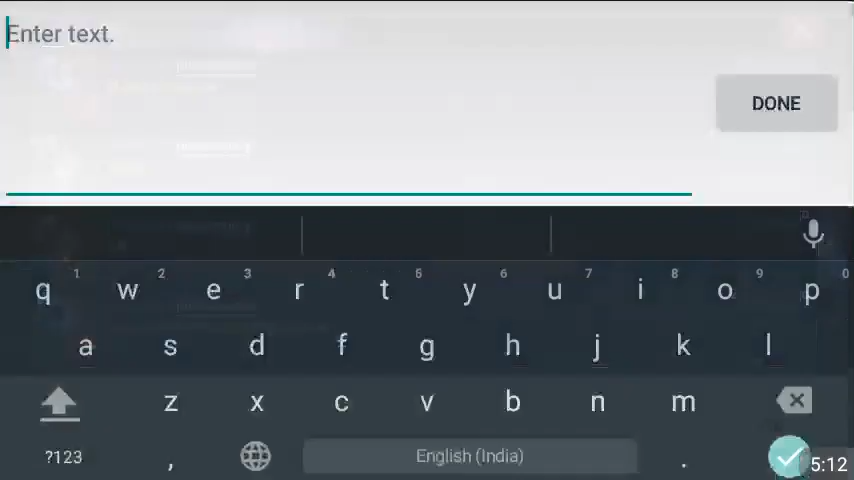 Enter text.
DONE
q 1 w 2 e 3 r 4 t 5 y 6 u 7 i 8 o 9 p 0
a s d f g h j k l
z x c v b n m
?123 , English (India) .
5:12